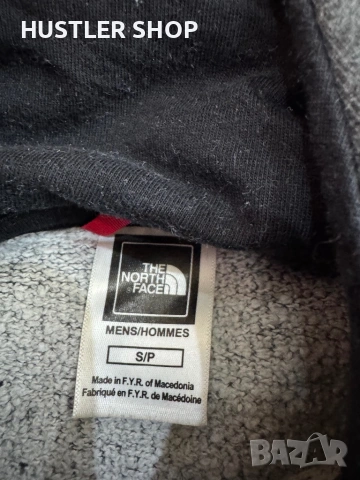 HUSTLER SHOP
THE
NORTH
FACE
MENS/HOMMES
S/P
Made in F.Y.R. of Macedonia
Fabriqué en F.Y.R. de Macédoine
BAZAR